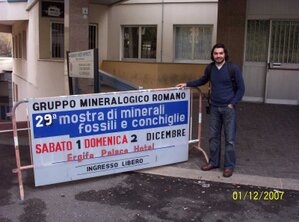 GRUPPO MINERALOGICO ROMANO
29ª mostra di minerali
fossili e conchiglie
SABATO 1 DOMENICA 2 DICEMBRE
Ergife Palace Hotel
INGRESSO LIBERO
01/12/2007